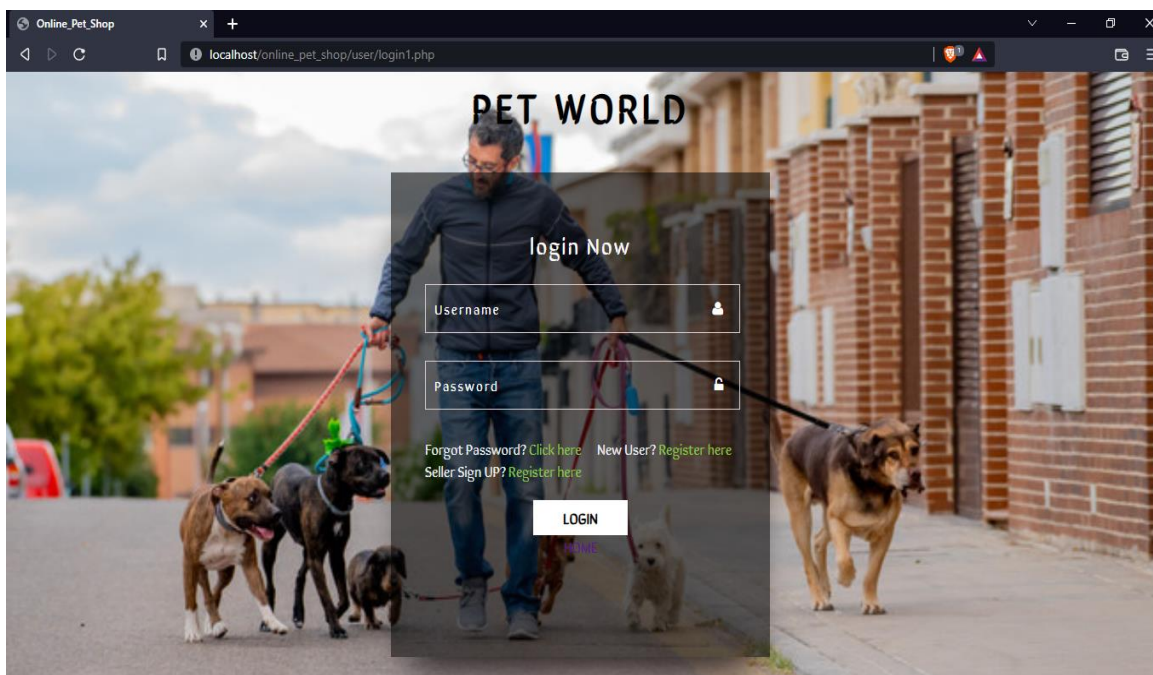 Online_Pet_Shop
localhost/online_pet_shop/user/login1.php
1
PET WORLD
login Now
Username
Password
Forgot Password? Click here New User? Register here
Seller Sign UP? Register here
LOGIN
HOME